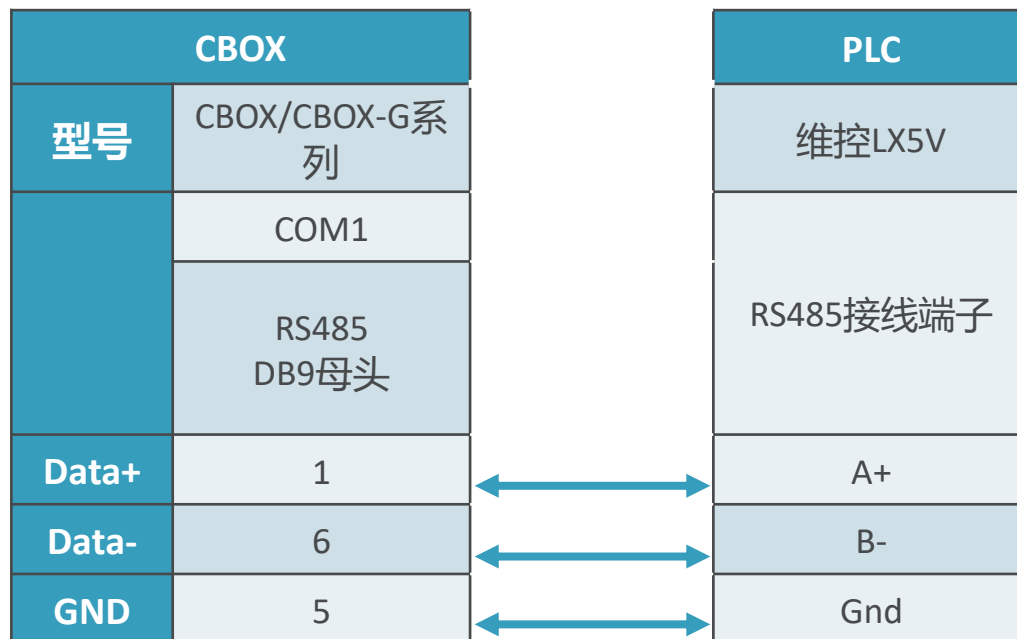 CBOX
PLC
型号
CBOX/CBOX-G系
列
维控LX5V
COM1
RS485
DB9母头
RS485接线端子
Data+
1
A+
Data-
6
B-
GND
5
Gnd